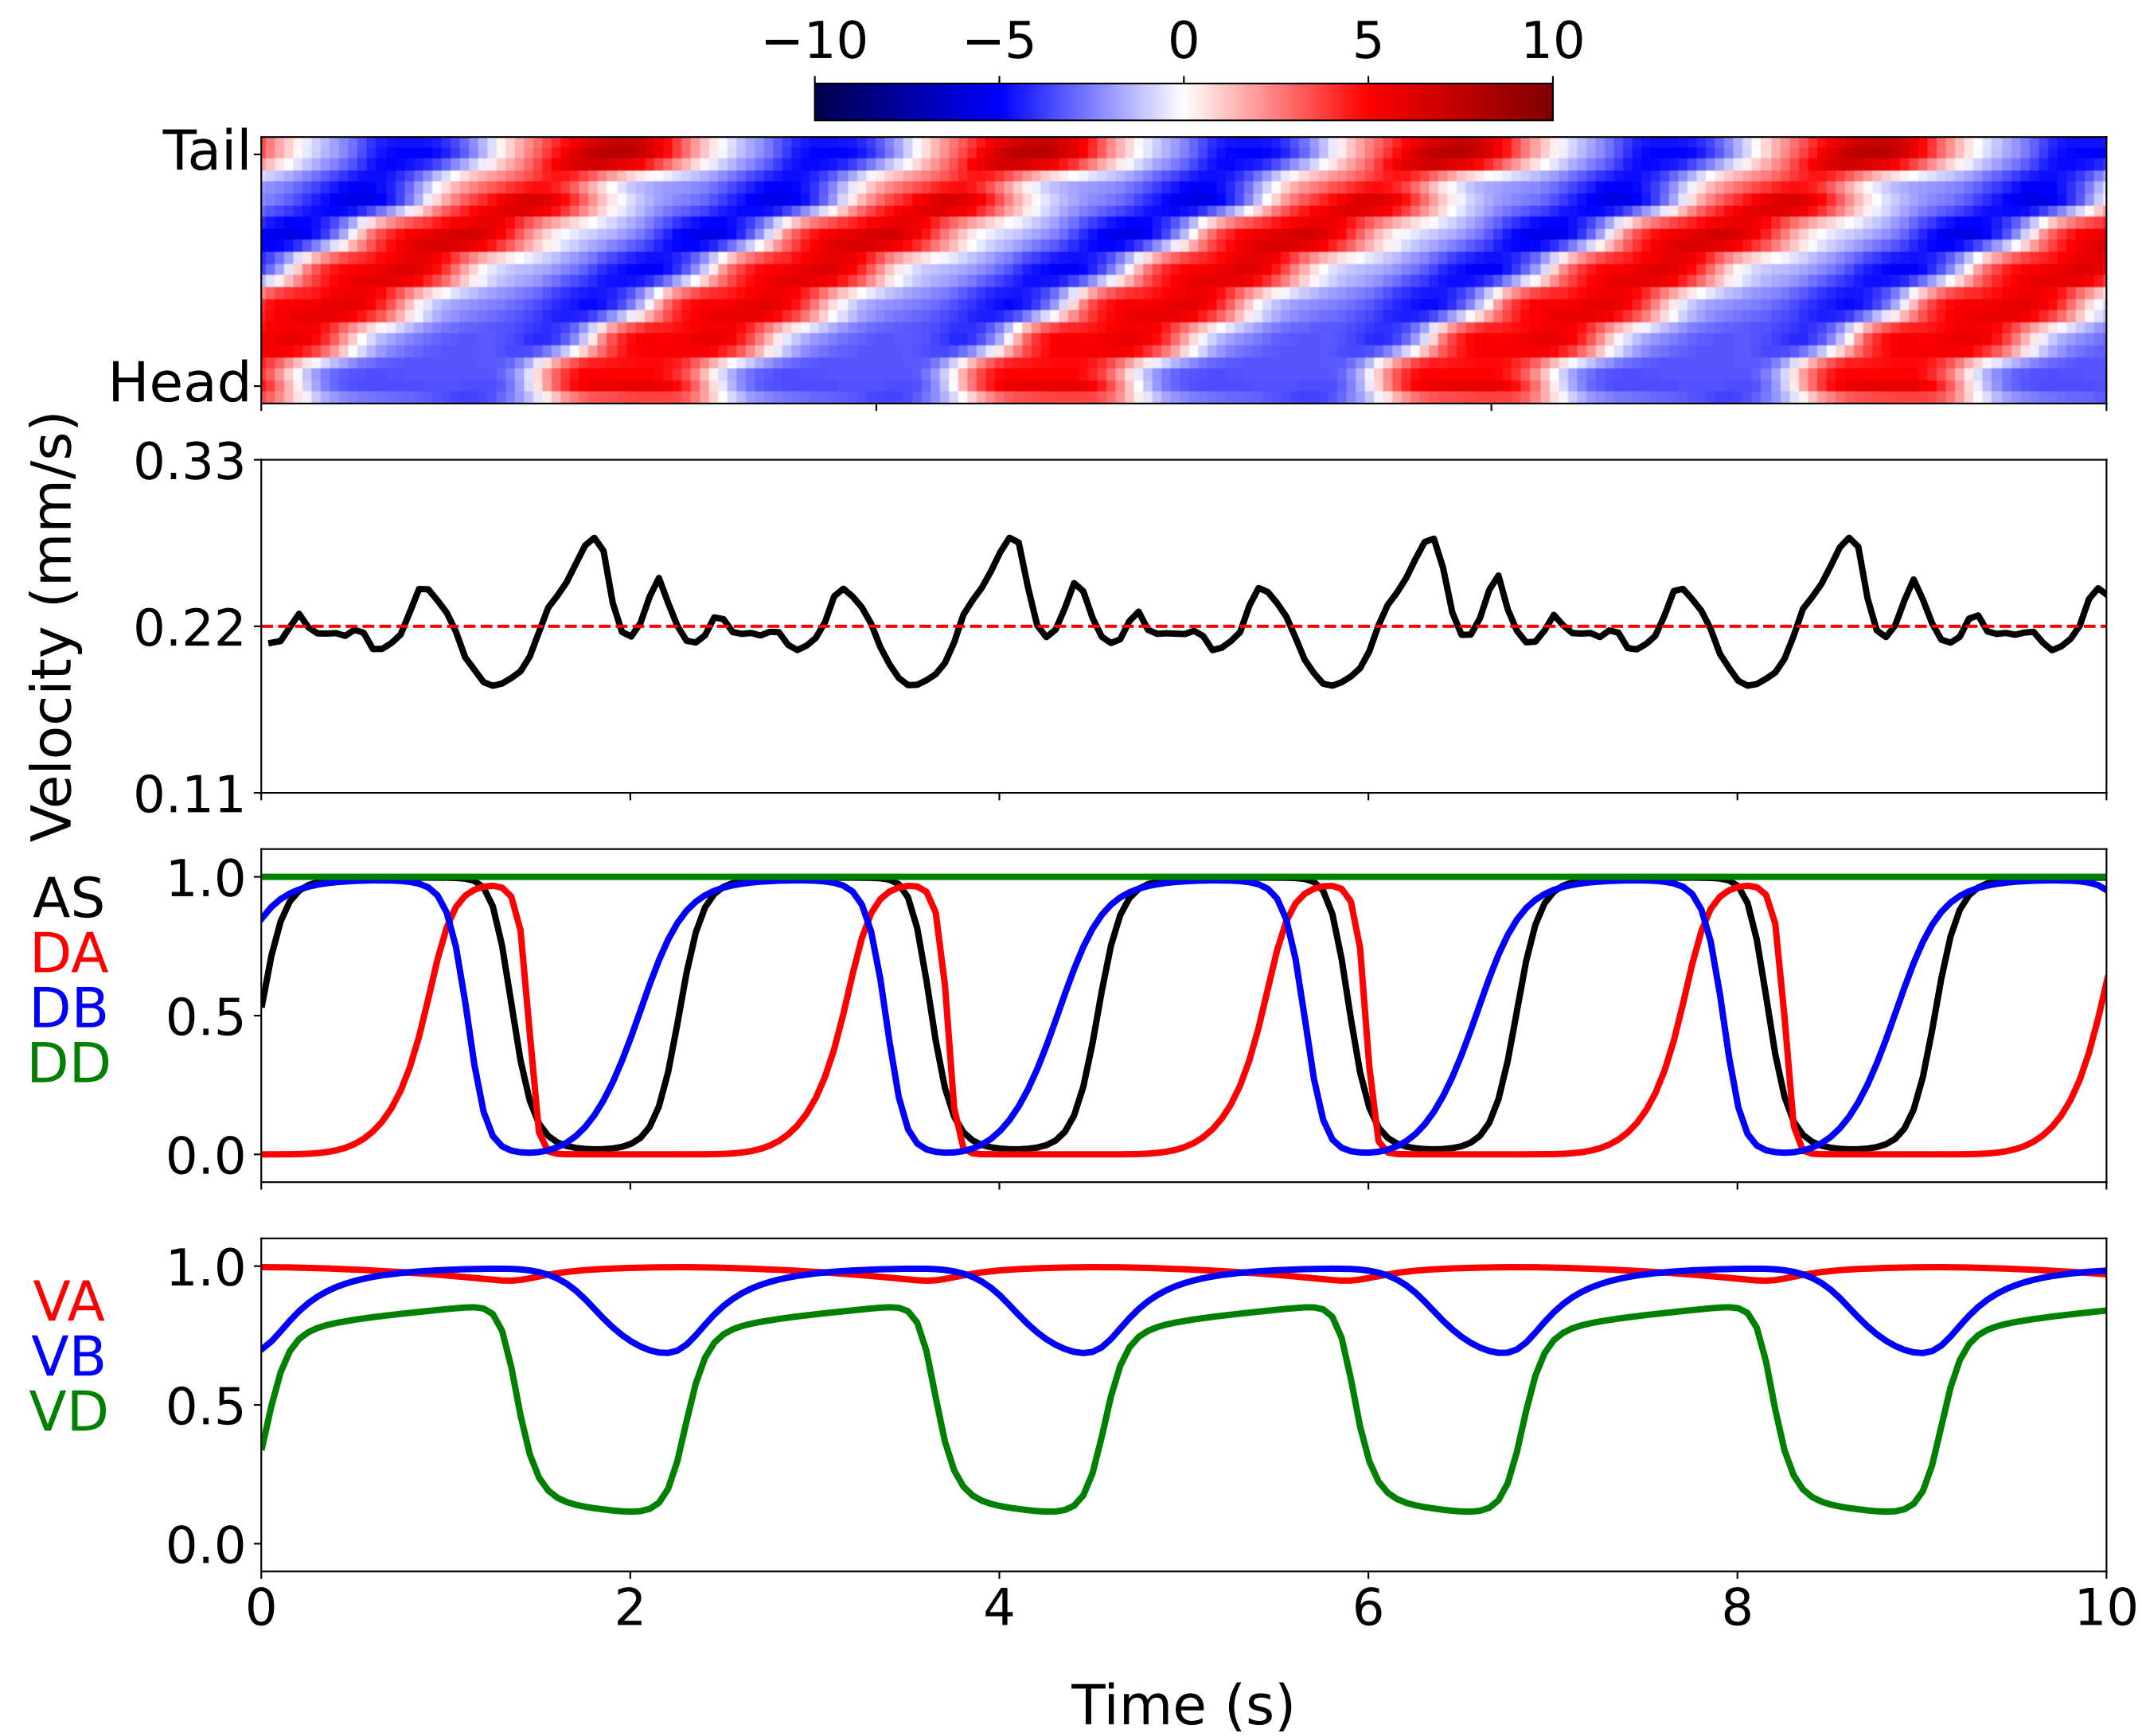 −10 −5 0 5 10
Tail
Head
Velocity (mm/s)
0.33
0.22
0.11
AS
DA
DB
DD
1.0
0.5
0.0
VA
VB
VD
1.0
0.5
0.0
0 2 4 6 8 10
Time (s)